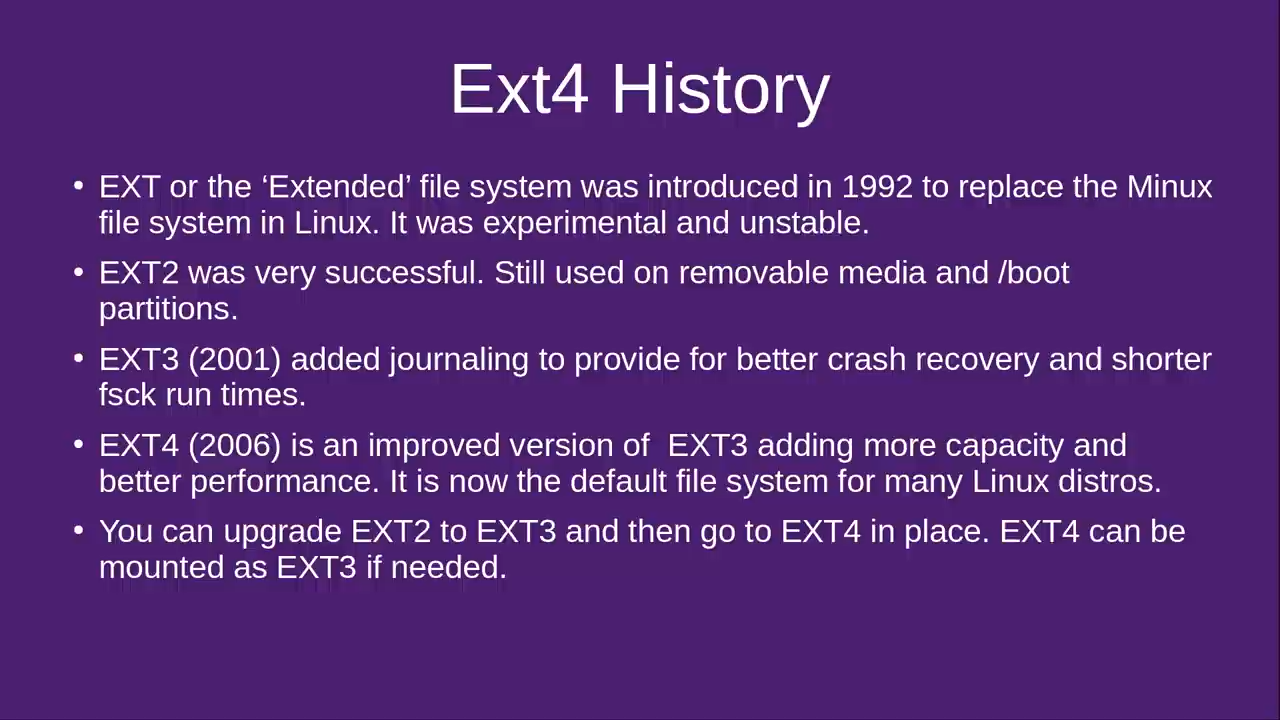 Ext4 History
• EXT or the ‘Extended’ file system was introduced in 1992 to replace the Minux
file system in Linux. It was experimental and unstable.
• EXT2 was very successful. Still used on removable media and /boot
partitions.
• EXT3 (2001) added journaling to provide for better crash recovery and shorter
fsck run times.
• EXT4 (2006) is an improved version of  EXT3 adding more capacity and
better performance. It is now the default file system for many Linux distros.
• You can upgrade EXT2 to EXT3 and then go to EXT4 in place. EXT4 can be
mounted as EXT3 if needed.